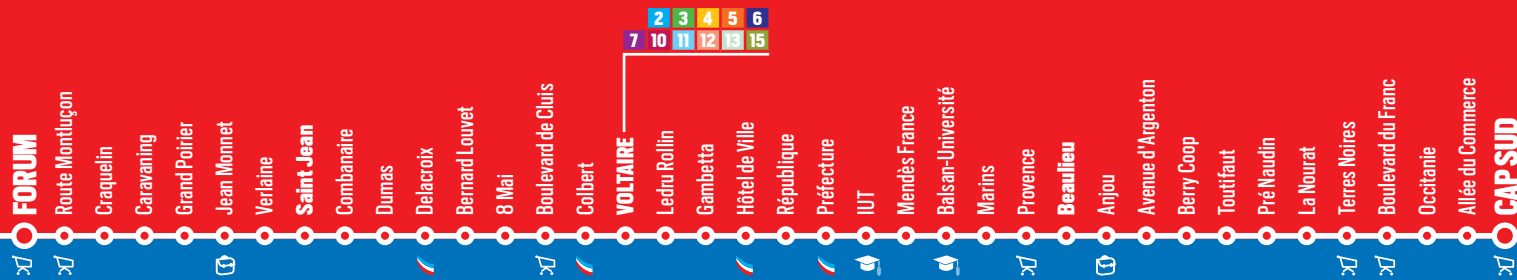 2 3 4 5 6
7 10 11 12 13 15
FORUM
Route Montluçon
Craquelin
Caravaning
Grand Poirier
Jean Monnet
Verlaine
Saint Jean
Combanaire
Dumas
Delacroix
Bernard Louvet
8 Mai
Boulevard de Cluis
Colbert
VOLTAIRE
Ledru Rollin
Gambetta
Hôtel de Ville
République
Préfecture
IUT
Mendès France
Balsan-Université
Marins
Provence
Beaulieu
Anjou
Avenue d'Argenton
Berry Coop
Toutifaut
Pré Naudin
La Nourat
Terres Noires
Boulevard du Franc
Occitanie
Allée du Commerce
CAP SUD